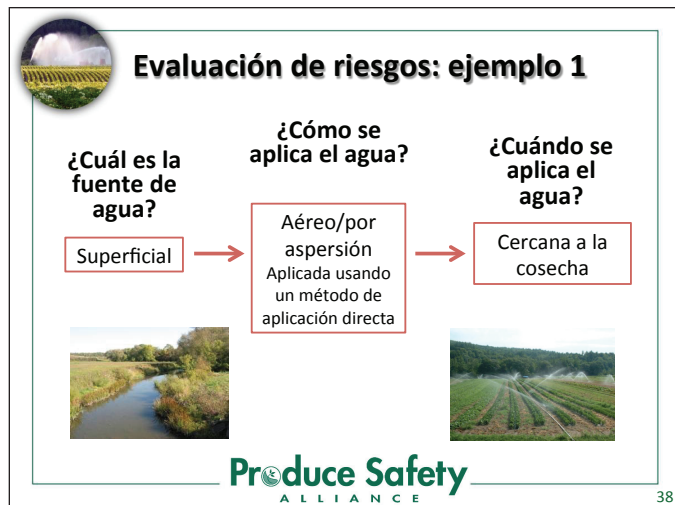 Evaluación de riesgos: ejemplo 1
¿Cuál es la
fuente de
agua?
Superficial
¿Cómo se
aplica el agua?
Aéreo/por
aspersión
Aplicada usando
un método de
aplicación directa
¿Cuándo se
aplica el
agua?
Cercana a la
cosecha
Produce Safety
ALLIANCE
38